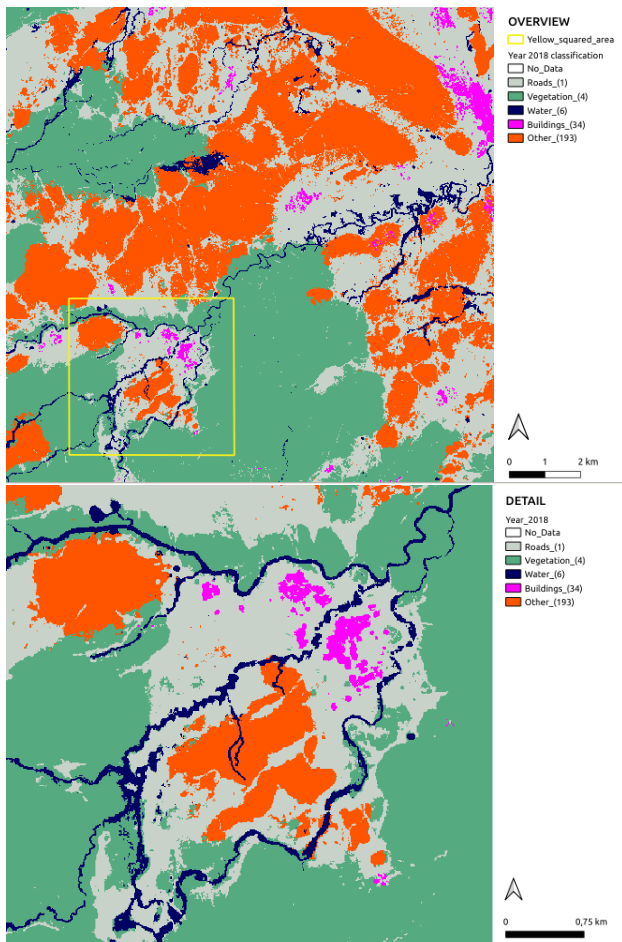 OVERVIEW
Yellow_squared_area
Year 2018 classification
No_Data
Roads_(1)
Vegetation_(4)
Water_(6)
Buildings_(34)
Other_(193)
0 1 2 km
DETAIL
Year_2018
No_Data
Roads_(1)
Vegetation_(4)
Water_(6)
Buildings_(34)
Other_(193)
0 0,75 km